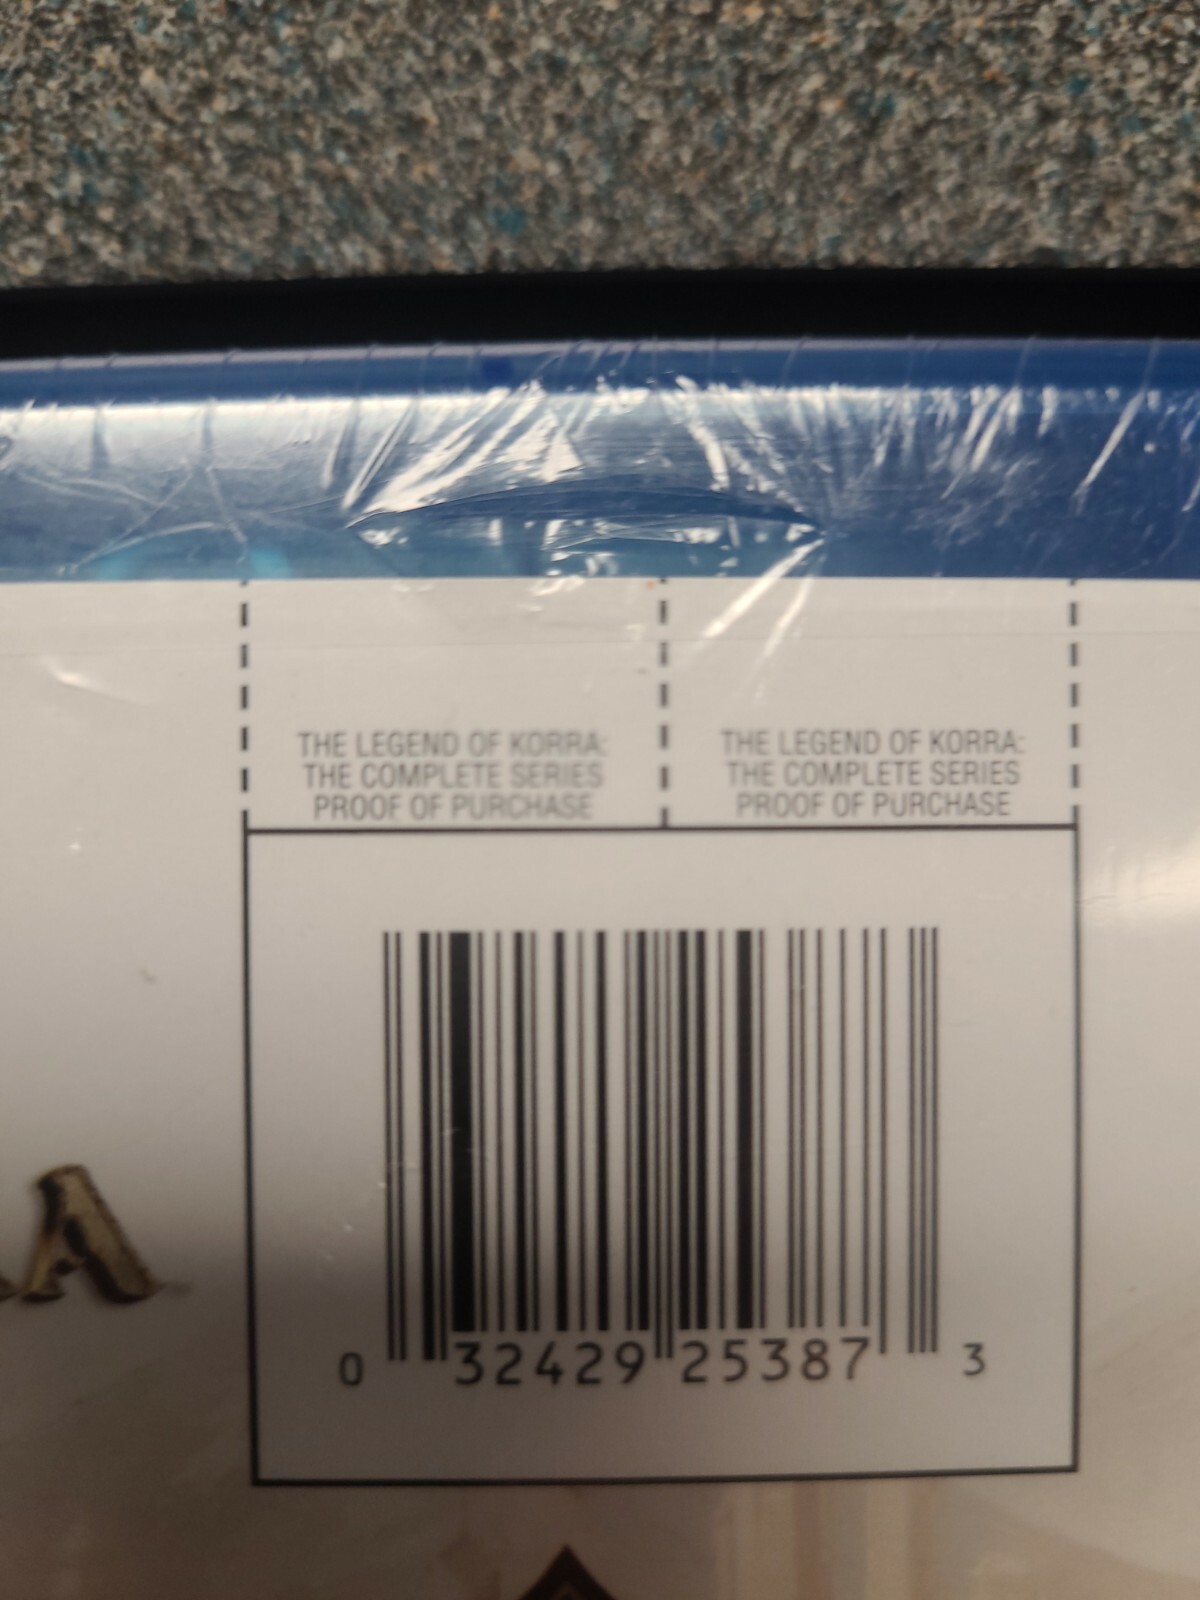 THE LEGEND OF KORRA: THE LEGEND OF KORRA:
THE COMPLETE SERIES THE COMPLETE SERIES
PROOF OF PURCHASE PROOF OF PURCHASE
0 32429 25387 3
A